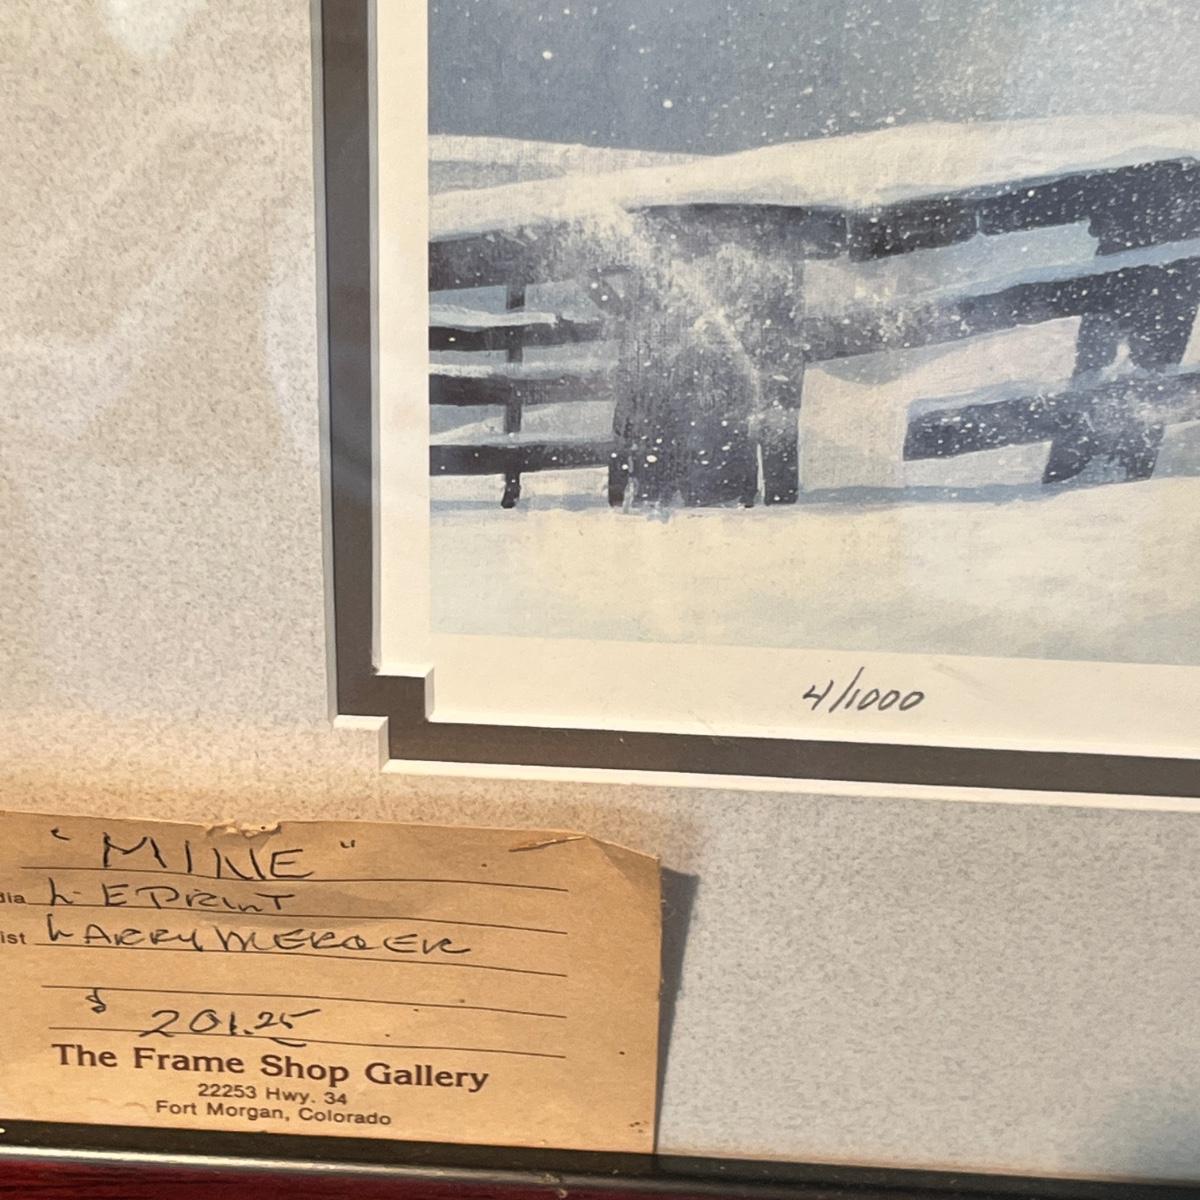 4/1000
"MINE"
dia L-E Print
ist LARRY MERGER
$ 201.25
The Frame Shop Gallery
22253 Hwy. 34
Fort Morgan, Colorado